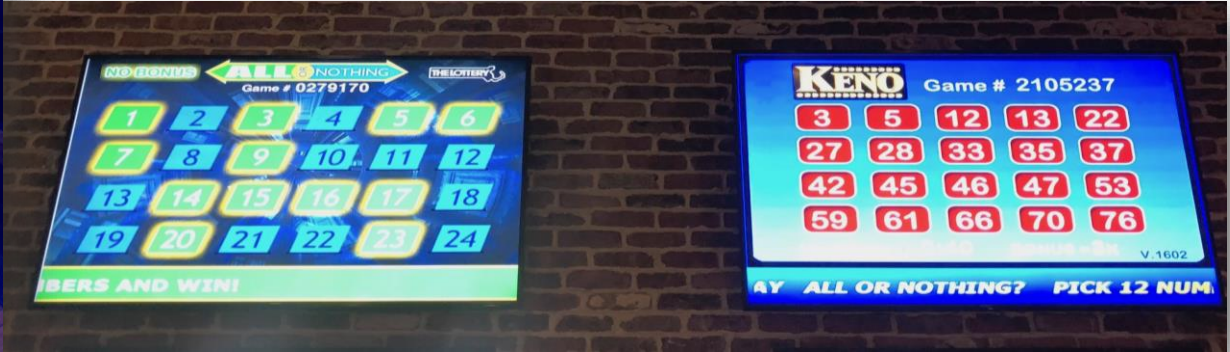 NO BONUS ALL OR NOTHING THE LOTTERY
Game # 0279170
1 2 3 4 5 6
7 8 9 10 11 12
13 14 15 16 17 18
19 20 21 22 23 24
BERS AND WIN!
KENO Game # 2105237
3 5 12 13 22
27 28 33 35 37
42 45 46 47 53
59 61 66 70 76
BONUS=3x
V.1602
AY ALL OR NOTHING? PICK 12 NUM